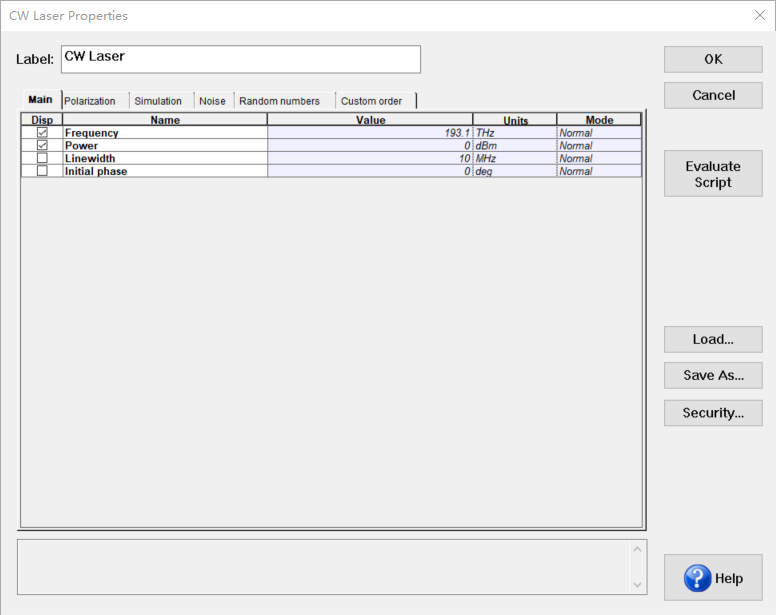 CW Laser Properties
Label: CW Laser
OK
Cancel
Main Polarization Simulation Noise Random numbers Custom order
Disp Name Value Units Mode
Frequency 193.1 THz Normal
Power 0 dBm Normal
Linewidth 10 MHz Normal
Initial phase 0 deg Normal
Evaluate
Script
Load...
Save As...
Security...
? Help